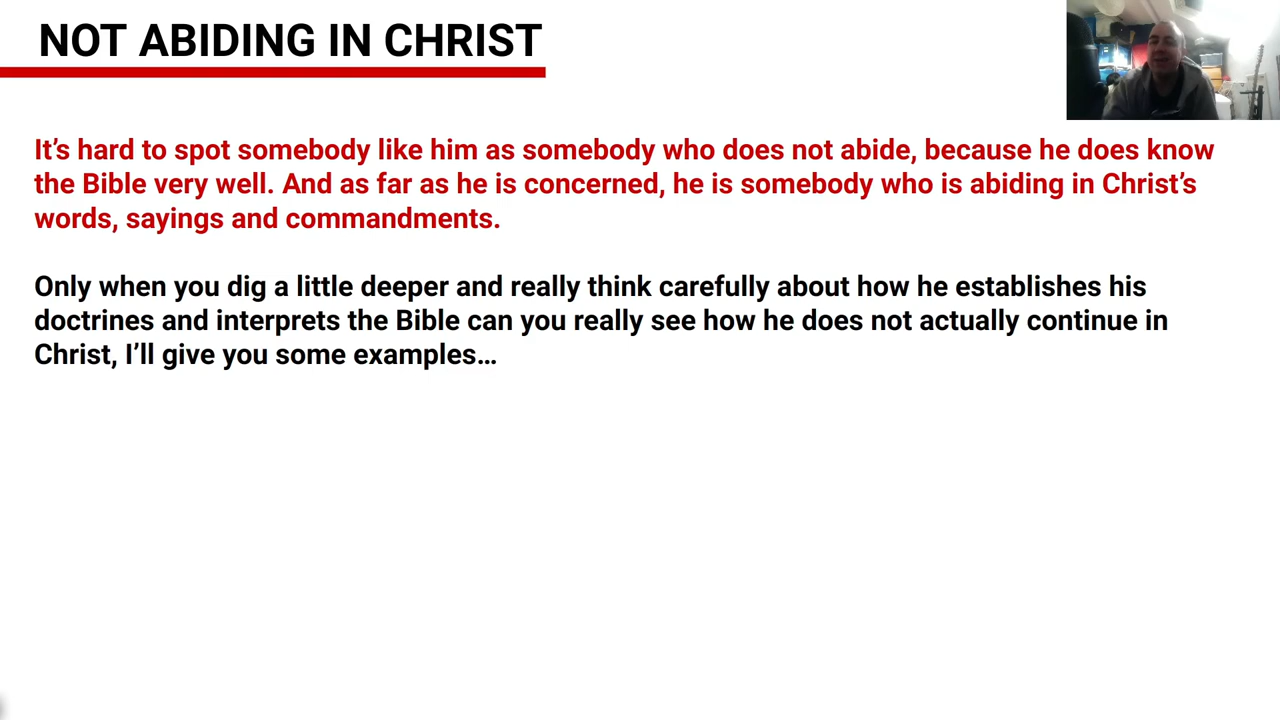 NOT ABIDING IN CHRIST
It’s hard to spot somebody like him as somebody who does not abide, because he does know
the Bible very well. And as far as he is concerned, he is somebody who is abiding in Christ’s
words, sayings and commandments.
Only when you dig a little deeper and really think carefully about how he establishes his
doctrines and interprets the Bible can you really see how he does not actually continue in
Christ, I’ll give you some examples…